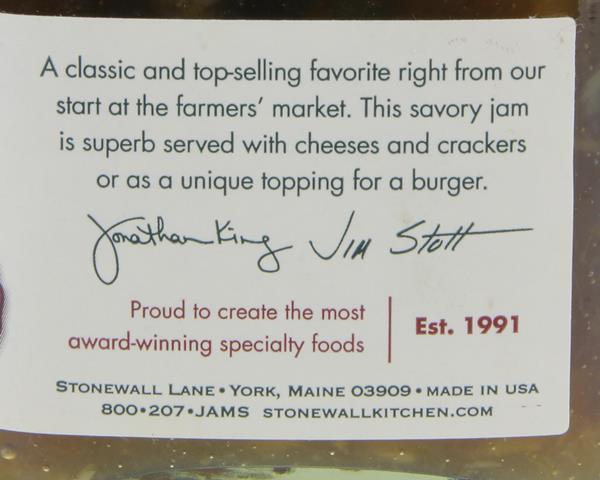 A classic and top-selling favorite right from our
start at the farmers' market. This savory jam
is superb served with cheeses and crackers
or as a unique topping for a burger.
Jonathan King Jim Stott
Proud to create the most
award-winning specialty foods
Est. 1991
STONEWALL LANE • YORK, MAINE 03909 • MADE IN USA
800•207•JAMS STONEWALLKITCHEN.COM